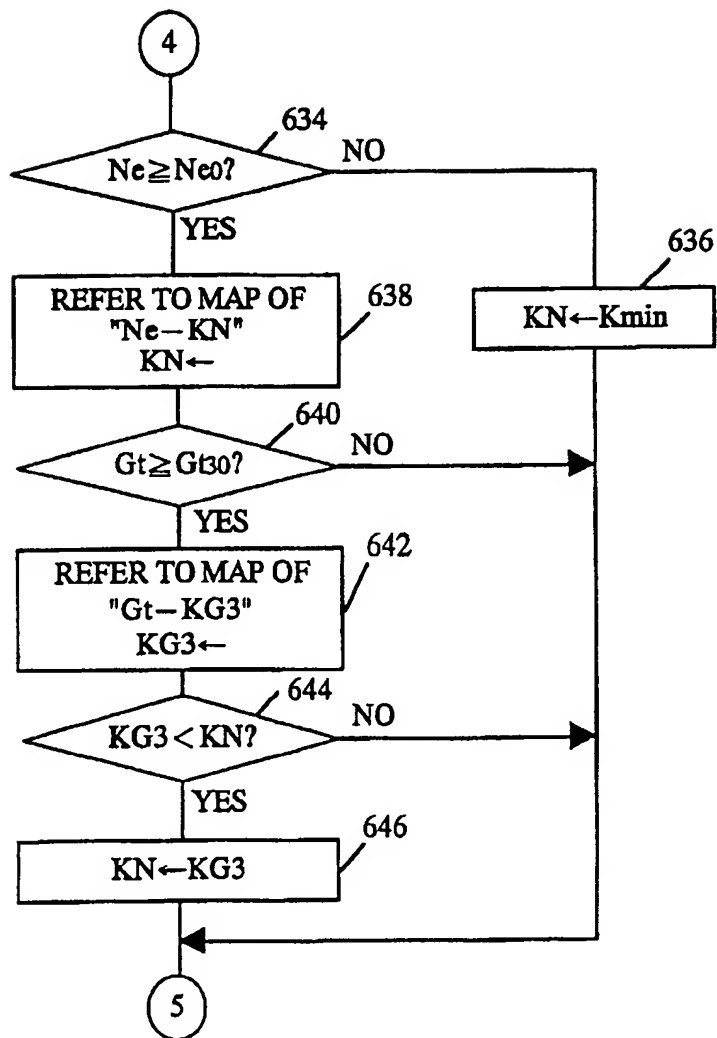 4
634
Ne≧Ne0?
NO
YES
636
REFER TO MAP OF
"Ne−KN"
KN←
638
KN←Kmin
640
Gt≧Gt30?
NO
YES
642
REFER TO MAP OF
"Gt−KG3"
KG3←
644
KG3<KN?
NO
YES
646
KN←KG3
5